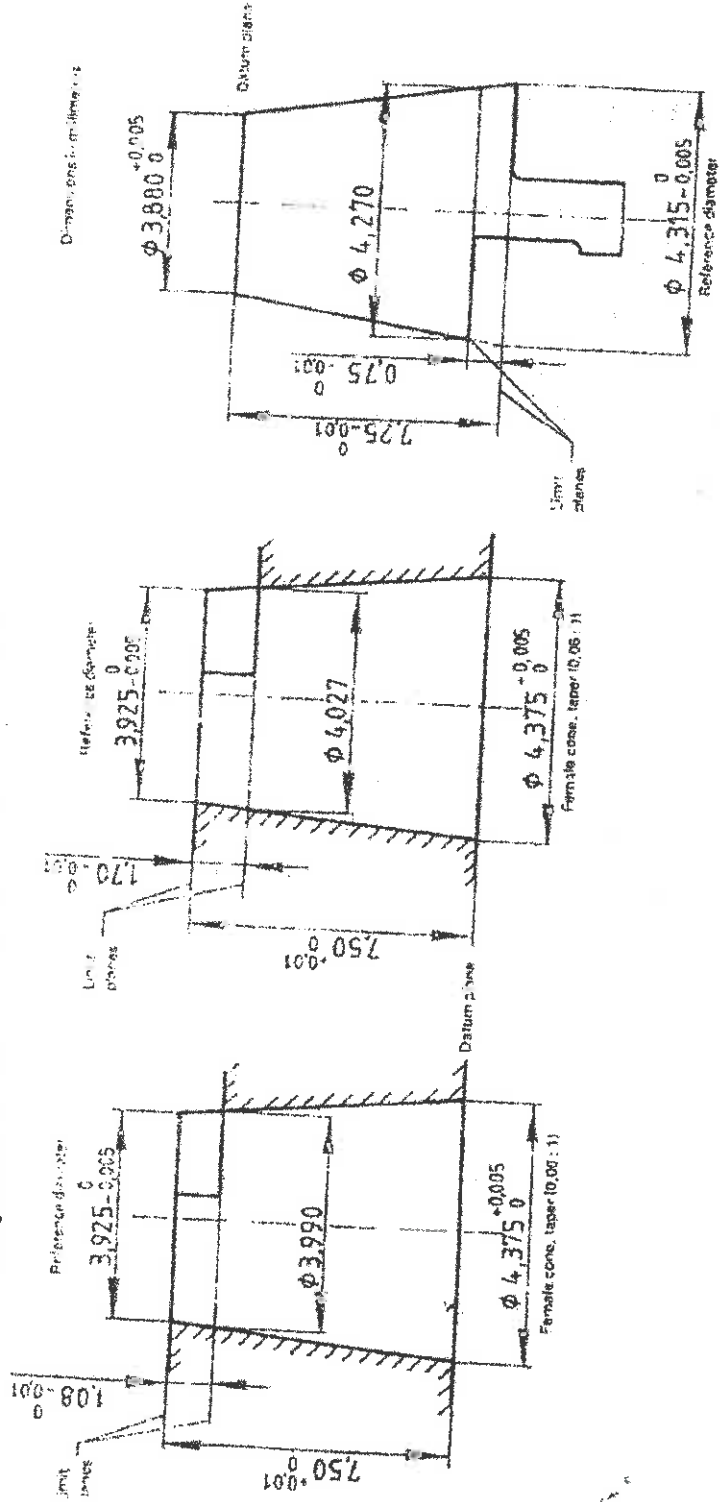 Dimensions in millimetres
Datum plane
ϕ 3,880 +0,005 0
ϕ 4,270
0,75 0 -0,01
7,25 0 -0,01
ϕ 4,315 0 -0,005
Reference diameter
Limit
planes
Reference diameter
3,925 0 -0,005
Limit
planes
1,70 0 -0,01
ϕ 4,027
7,50 +0,01 0
ϕ 4,375 +0,005 0
Female cone, taper (0,06 : 1)
Datum plane
Reference diameter
3,925 0 -0,005
Limit
planes
1,08 0 -0,01
ϕ 3,990
7,50 +0,01 0
ϕ 4,375 +0,005 0
Female cone, taper (0,06 : 1)